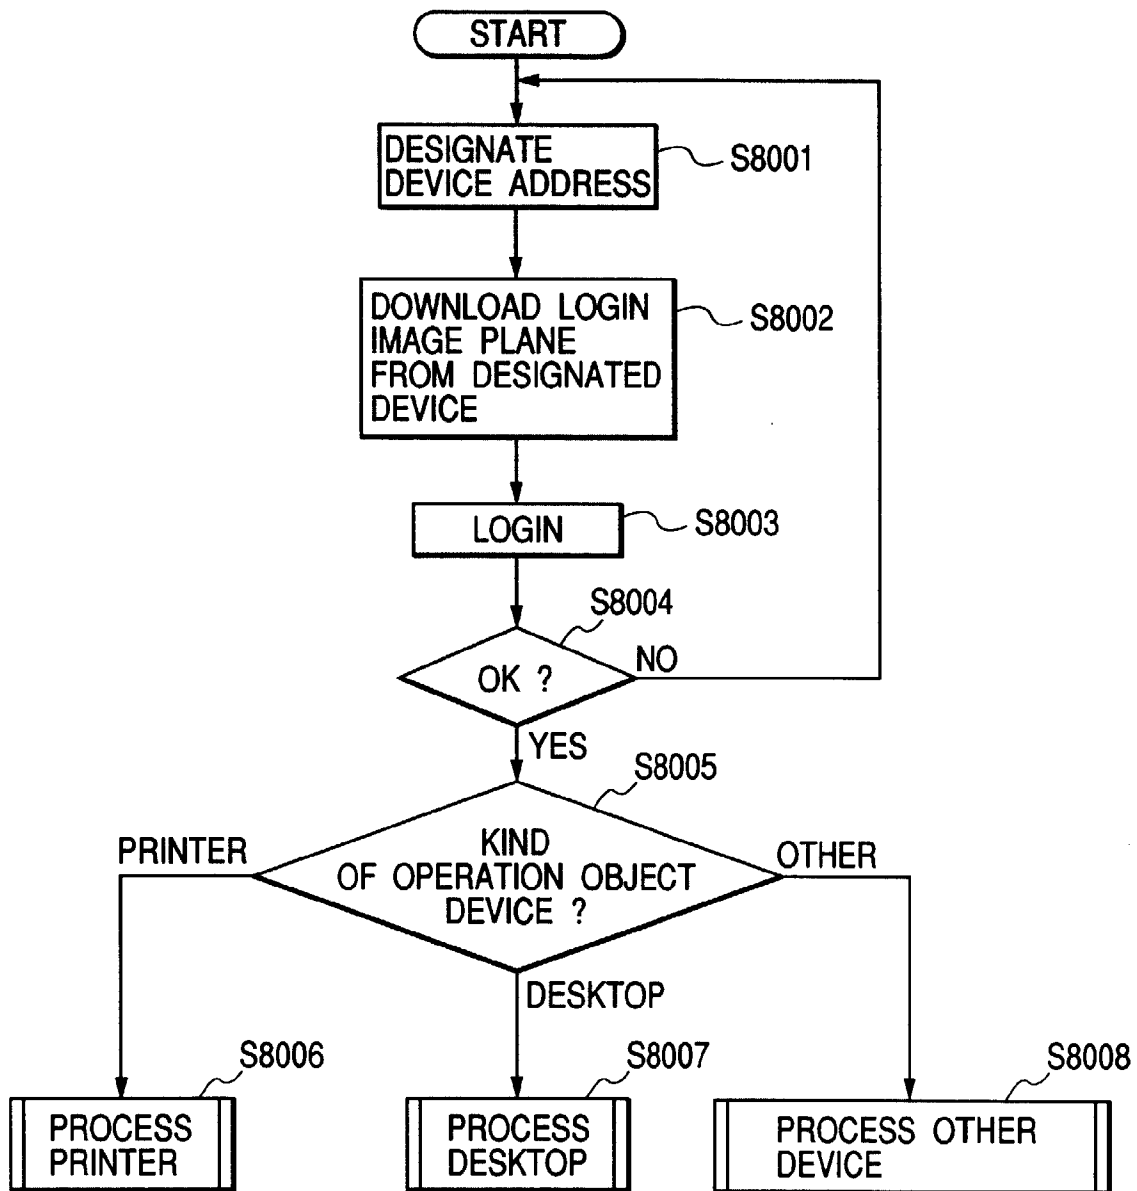 START
DESIGNATE
DEVICE ADDRESS
S8001
DOWNLOAD LOGIN
IMAGE PLANE
FROM DESIGNATED
DEVICE
S8002
LOGIN
S8003
S8004
OK ?
NO
YES
S8005
KIND
OF OPERATION OBJECT
DEVICE ?
PRINTER
OTHER
DESKTOP
S8006
PROCESS
PRINTER
S8007
PROCESS
DESKTOP
S8008
PROCESS OTHER
DEVICE